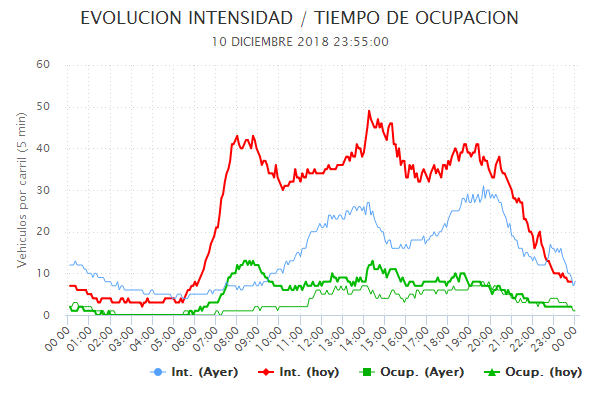 EVOLUCION INTENSIDAD / TIEMPO DE OCUPACION
10 DICIEMBRE 2018 23:55:00
Vehiculos por carril (5 min)
60
50
40
30
20
10
0
00:00 01:00 02:00 03:00 04:00 05:00 06:00 07:00 08:00 09:00 10:00 11:00 12:00 13:00 14:00 15:00 16:00 17:00 18:00 19:00 20:00 21:00 22:00 23:00 00:00
Int. (Ayer) Int. (hoy) Ocup. (Ayer) Ocup. (hoy)